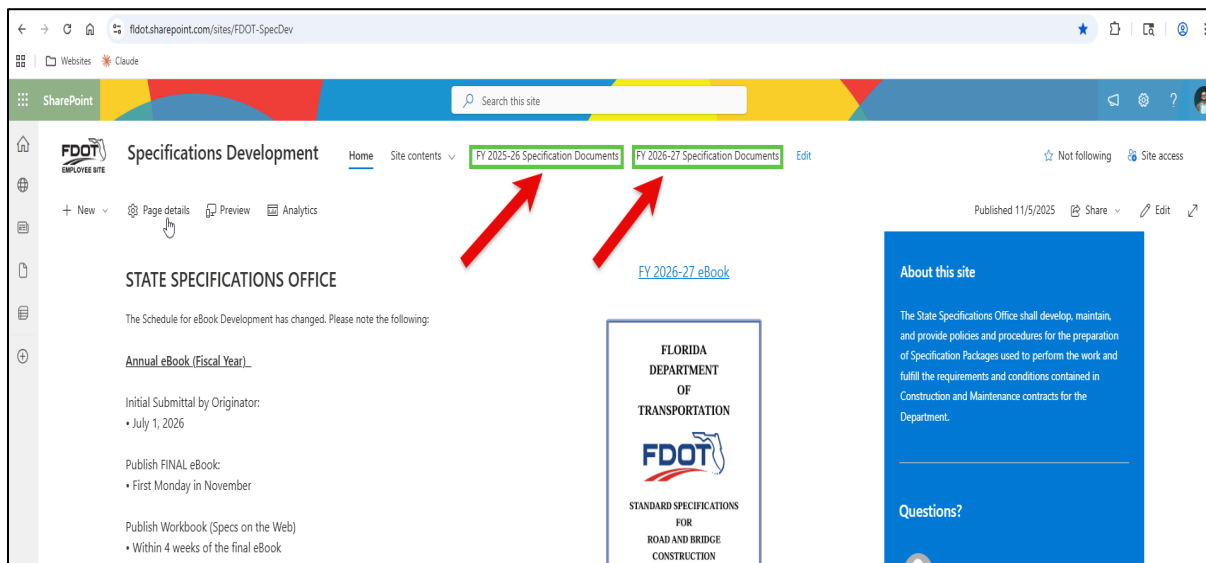 fldot.sharepoint.com/sites/FDOT-SpecDev
Websites
Claude
SharePoint
Search this site
FDOT
EMPLOYEE SITE
Specifications Development
Home
Site contents
FY 2025-26 Specification Documents
FY 2026-27 Specification Documents
Edit
Not following
Site access
New
Page details
Preview
Analytics
Published 11/5/2025
Share
Edit
STATE SPECIFICATIONS OFFICE
The Schedule for eBook Development has changed. Please note the following:
Annual eBook (Fiscal Year)
Initial Submittal by Originator:
• July 1, 2026
Publish FINAL eBook:
• First Monday in November
Publish Workbook (Specs on the Web)
• Within 4 weeks of the final eBook
FY 2026-27 eBook
FLORIDA
DEPARTMENT
OF
TRANSPORTATION
FDOT
STANDARD SPECIFICATIONS
FOR
ROAD AND BRIDGE
CONSTRUCTION
About this site
The State Specifications Office shall develop, maintain,
and provide policies and procedures for the preparation
of Specification Packages used to perform the work and
fulfill the requirements and conditions contained in
Construction and Maintenance contracts for the
Department.
Questions?